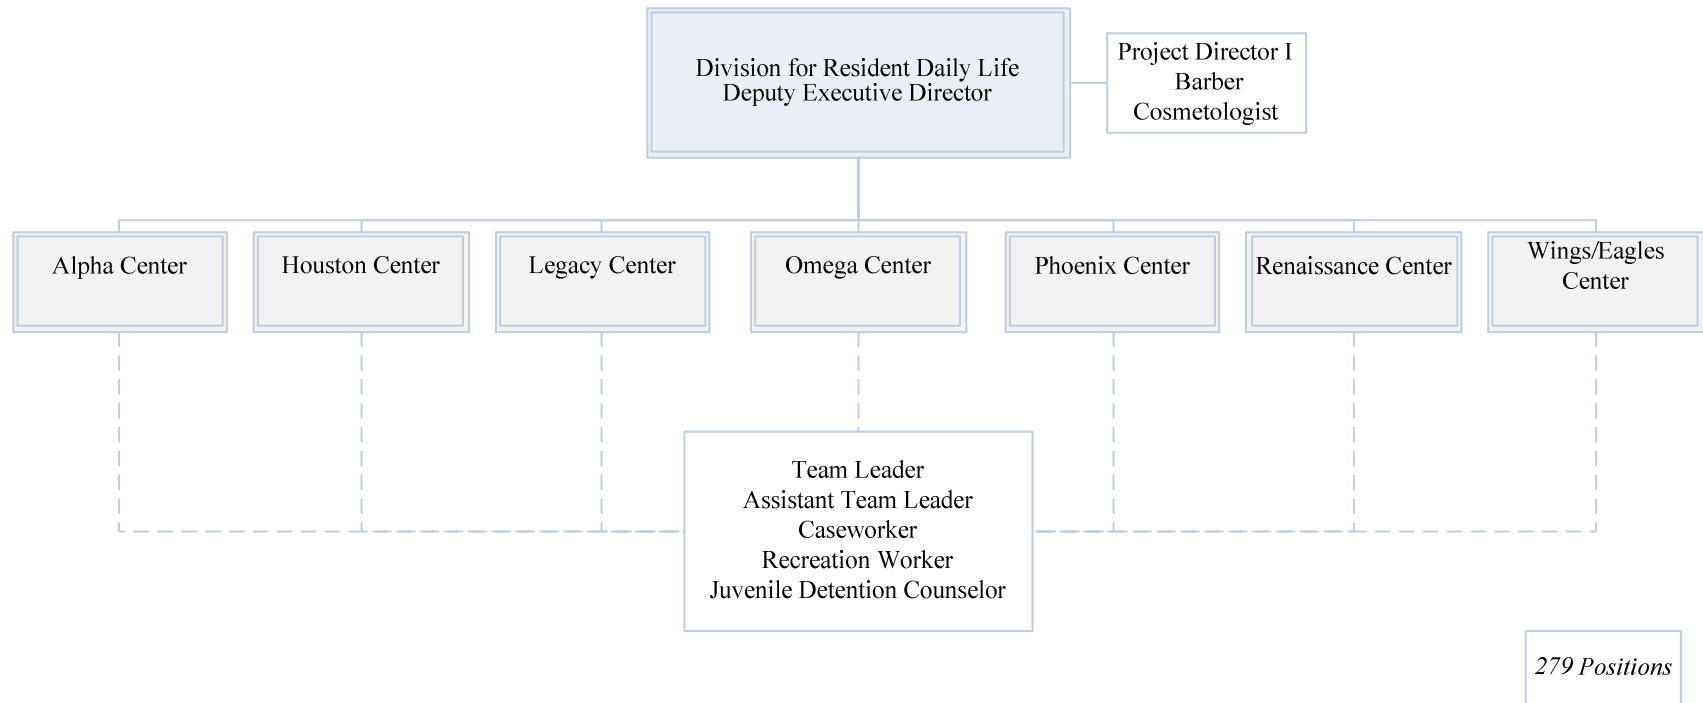 Division for Resident Daily Life
Deputy Executive Director
Project Director I
Barber
Cosmetologist
Alpha Center
Houston Center
Legacy Center
Omega Center
Phoenix Center
Renaissance Center
Wings/Eagles
Center
Team Leader
Assistant Team Leader
Caseworker
Recreation Worker
Juvenile Detention Counselor
279 Positions